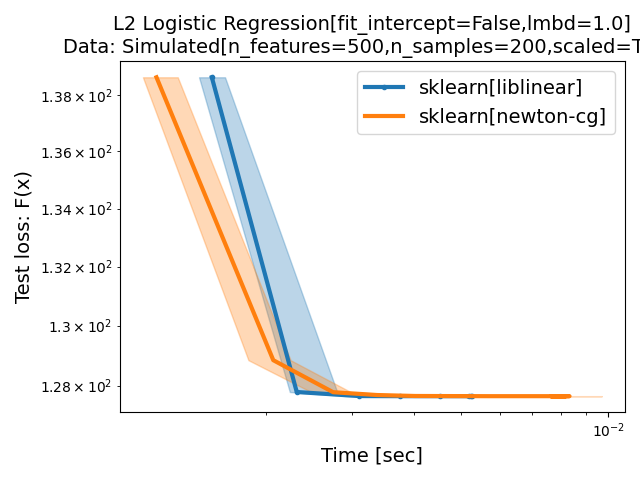 L2 Logistic Regression[fit_intercept=False,lmbd=1.0]
Data: Simulated[n_features=500,n_samples=200,scaled=T
sklearn[liblinear]
sklearn[newton-cg]
1.38 × 10²
1.36 × 10²
1.34 × 10²
1.32 × 10²
1.3 × 10²
1.28 × 10²
Test loss: F(x)
10⁻²
Time [sec]